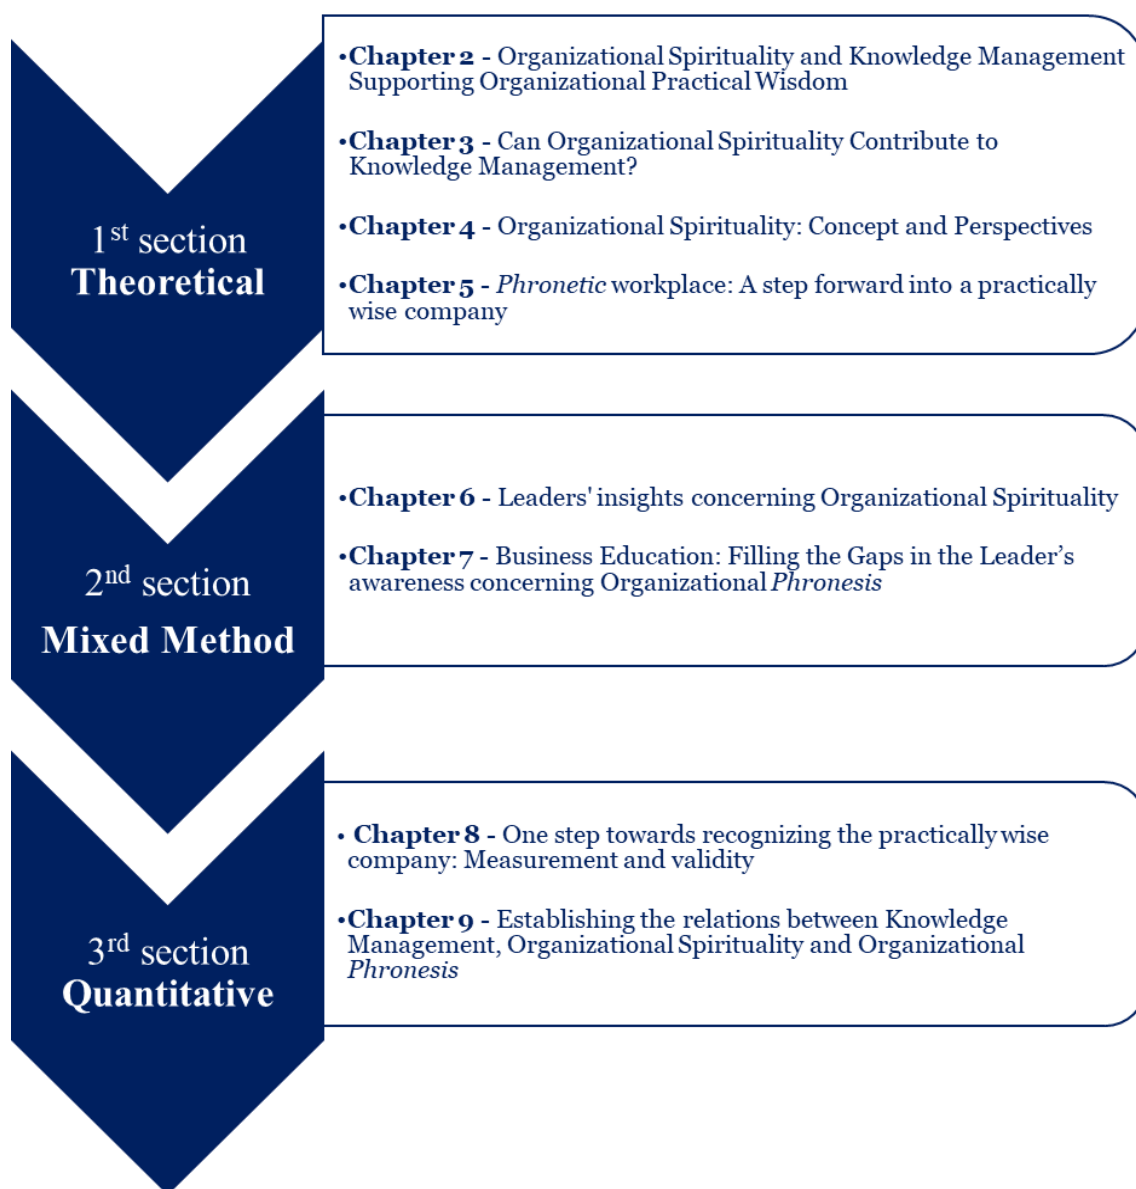 1st section
Theoretical
•Chapter 2 - Organizational Spirituality and Knowledge Management
Supporting Organizational Practical Wisdom
•Chapter 3 - Can Organizational Spirituality Contribute to
Knowledge Management?
•Chapter 4 - Organizational Spirituality: Concept and Perspectives
•Chapter 5 - Phronetic workplace: A step forward into a practically
wise company
2nd section
Mixed Method
•Chapter 6 - Leaders' insights concerning Organizational Spirituality
•Chapter 7 - Business Education: Filling the Gaps in the Leader’s
awareness concerning Organizational Phronesis
3rd section
Quantitative
• Chapter 8 - One step towards recognizing the practically wise
company: Measurement and validity
•Chapter 9 - Establishing the relations between Knowledge
Management, Organizational Spirituality and Organizational
Phronesis